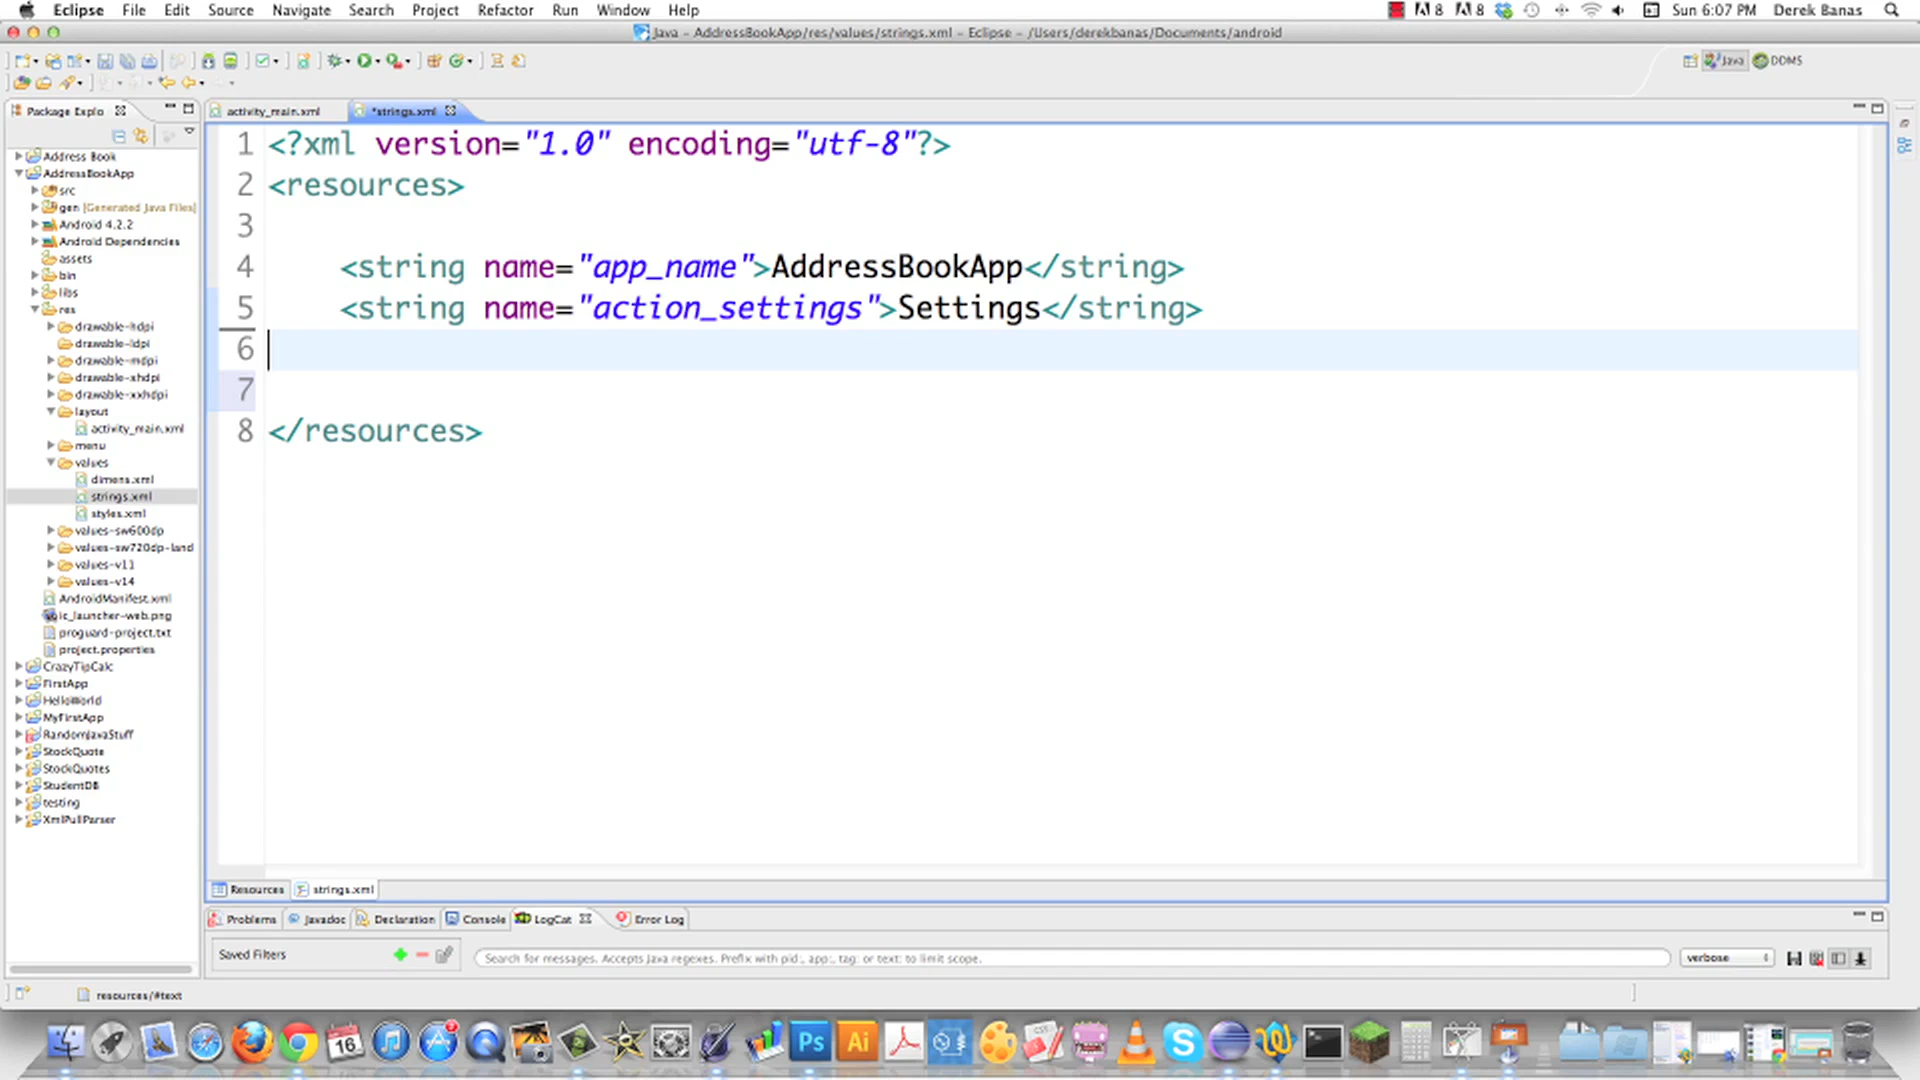 Eclipse File Edit Source Navigate Search Project Refactor Run Window Help 8 8 Sun 6:07 PM Derek Banas
Java - AddressBookApp/res/values/strings.xml - Eclipse - /Users/derekbanas/Documents/android
Java DDMS
Package Explo
activity_main.xml *strings.xml
1 <?xml version="1.0" encoding="utf-8"?>
2 <resources>
3
4 <string name="app_name">AddressBookApp</string>
5 <string name="action_settings">Settings</string>
6
7
8 </resources>
Address Book
AddressBookApp
src
gen [Generated Java Files]
Android 4.2.2
Android Dependencies
assets
bin
libs
res
drawable-hdpi
drawable-ldpi
drawable-mdpi
drawable-xhdpi
drawable-xxhdpi
layout
activity_main.xml
menu
values
dimens.xml
strings.xml
styles.xml
values-sw600dp
values-sw720dp-land
values-v11
values-v14
AndroidManifest.xml
ic_launcher-web.png
proguard-project.txt
project.properties
CrazyTipCalc
FirstApp
HelloWorld
MyFirstApp
RandomJavaStuff
StockQuote
StockQuotes
StudentDB
testing
XmlPullParser
Resources strings.xml
Problems Javadoc Declaration Console LogCat Error Log
Saved Filters
Search for messages. Accepts Java regexes. Prefix with pid:, app:, tag: or text: to limit scope.
verbose
resources/#text
16
Ps
Ai